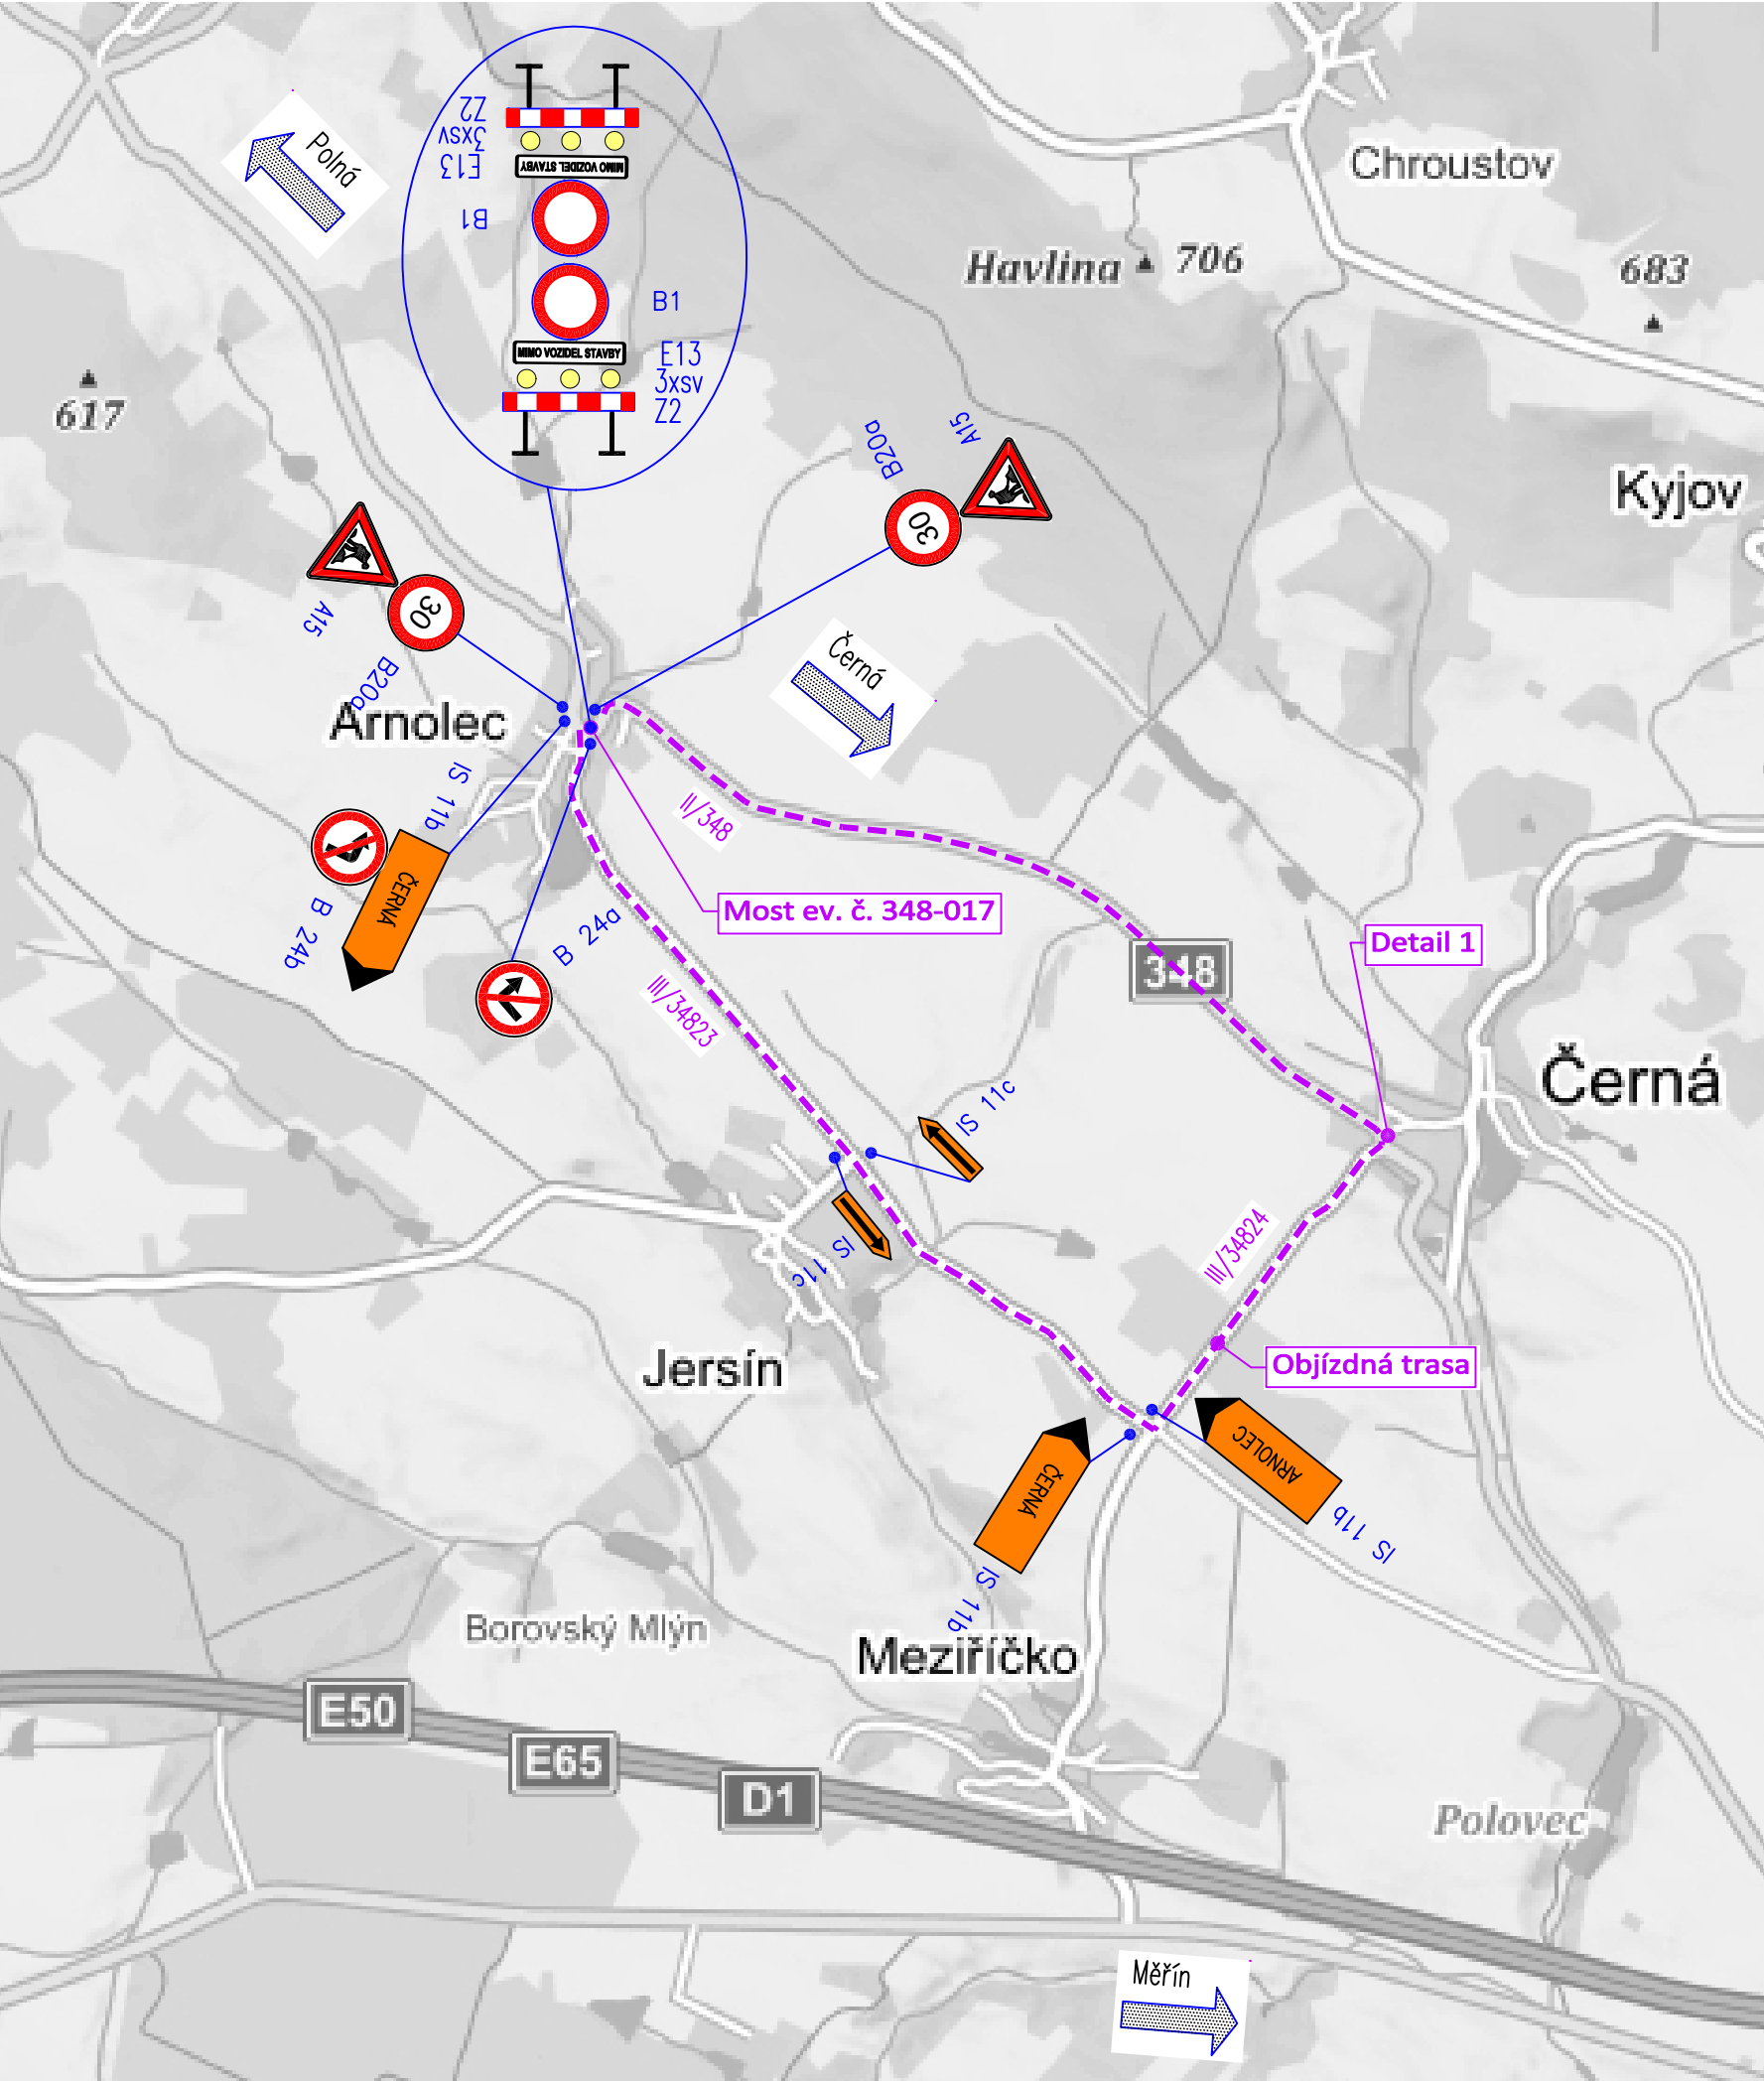 Polná
Z2
3xsv
E13
MIMO VOZIDEL STAVBY
B1
B1
MIMO VOZIDEL STAVBY
E13
3xsv
Z2
Chroustov
Havlina
706
683
617
Kyjov
A15
B20a
30
A15
30
B20a
Černá
Arnolec
IS 11b
ČERNÁ
B 24b
B 24a
II/348
Most ev. č. 348-017
348
Detail 1
III/34823
Černá
IS 11c
IS 11c
III/34824
Objízdná trasa
Jersín
ČERNÁ
IS 11b
ARNOLEC
IS 11b
Borovský Mlýn
Meziříčko
E50
E65
D1
Polovec
Měřín